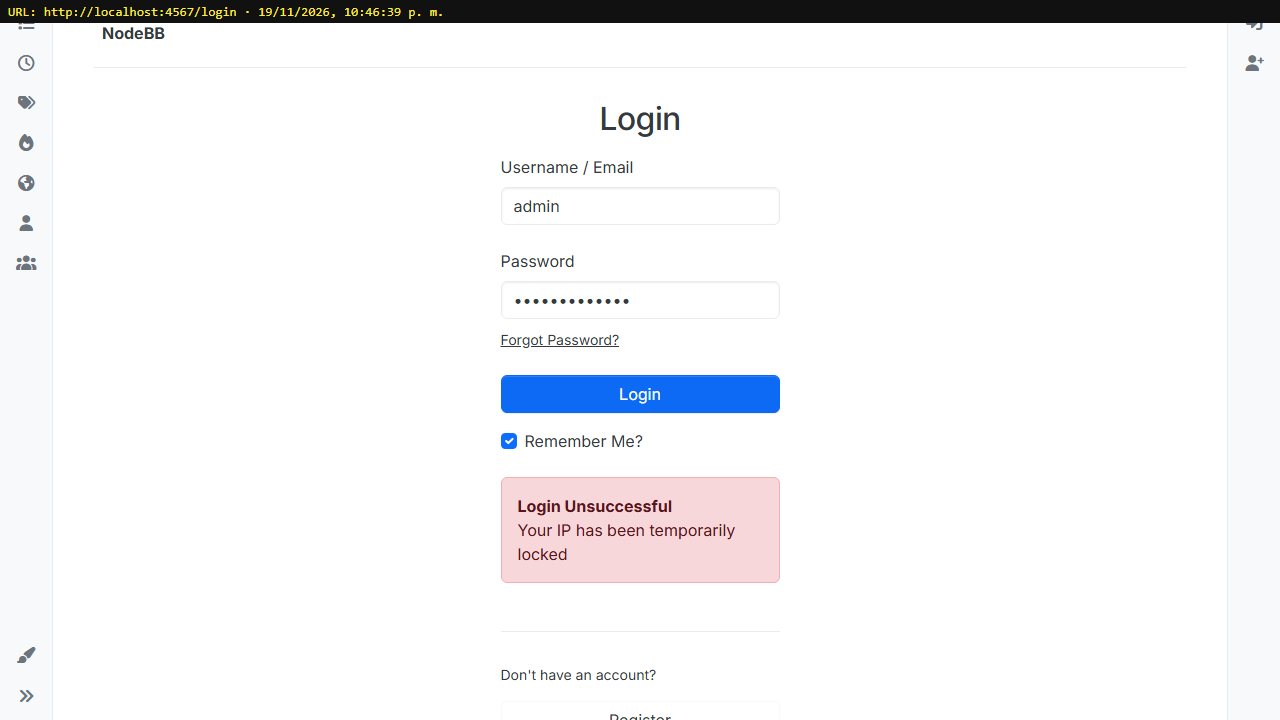 URL: http://localhost:4567/login · 19/11/2026, 10:46:39 p. m.
NodeBB
Login
Username / Email
admin
Password
•••••••••••••
Forgot Password?
Login
Remember Me?
Login Unsuccessful
Your IP has been temporarily
locked
Don't have an account?
Register